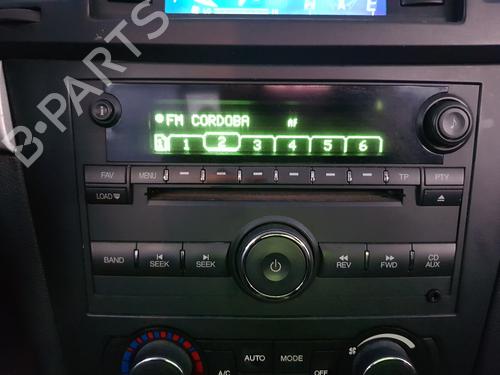 B-PARTS
FM CORDOBA AF
1 2 3 4 5 6
FAV MENU TP PTY
LOAD
BAND SEEK SEEK REV FWD CD AUX
AUTO MODE
A/C OFF